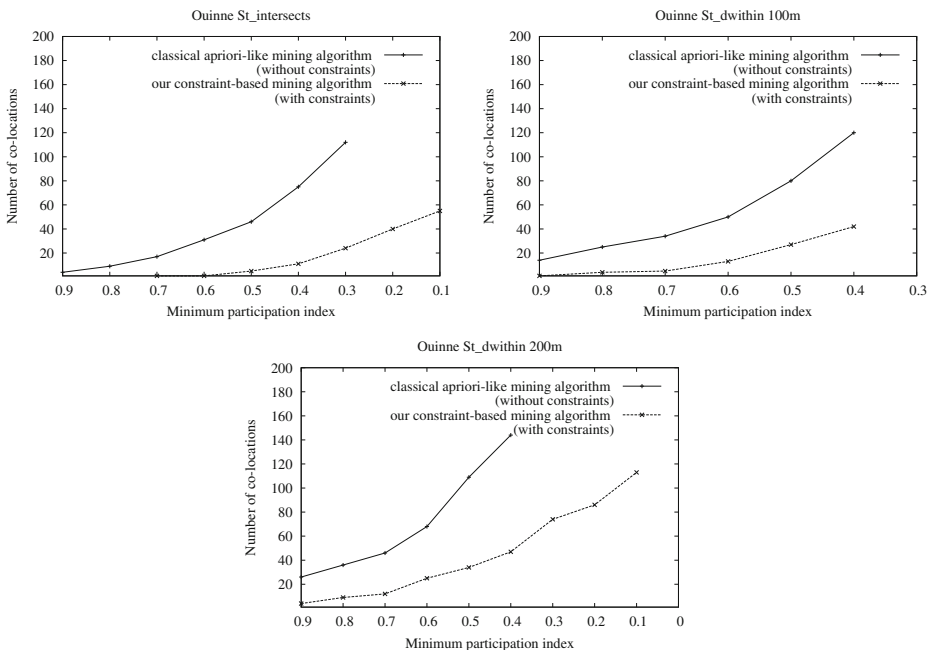 Ouinne St_intersects
200
180
160
140
120
100
80
60
40
20
Number of co-locations
classical apriori-like mining algorithm
(without constraints)
our constraint-based mining algorithm
(with constraints)
0.9 0.8 0.7 0.6 0.5 0.4 0.3 0.2 0.1
Minimum participation index
Ouinne St_dwithin 100m
200
180
160
140
120
100
80
60
40
20
Number of co-locations
classical apriori-like mining algorithm
(without constraints)
our constraint-based mining algorithm
(with constraints)
0.9 0.8 0.7 0.6 0.5 0.4 0.3
Minimum participation index
Ouinne St_dwithin 200m
200
180
160
140
120
100
80
60
40
20
Number of co-locations
classical apriori-like mining algorithm
(without constraints)
our constraint-based mining algorithm
(with constraints)
0.9 0.8 0.7 0.6 0.5 0.4 0.3 0.2 0.1 0
Minimum participation index